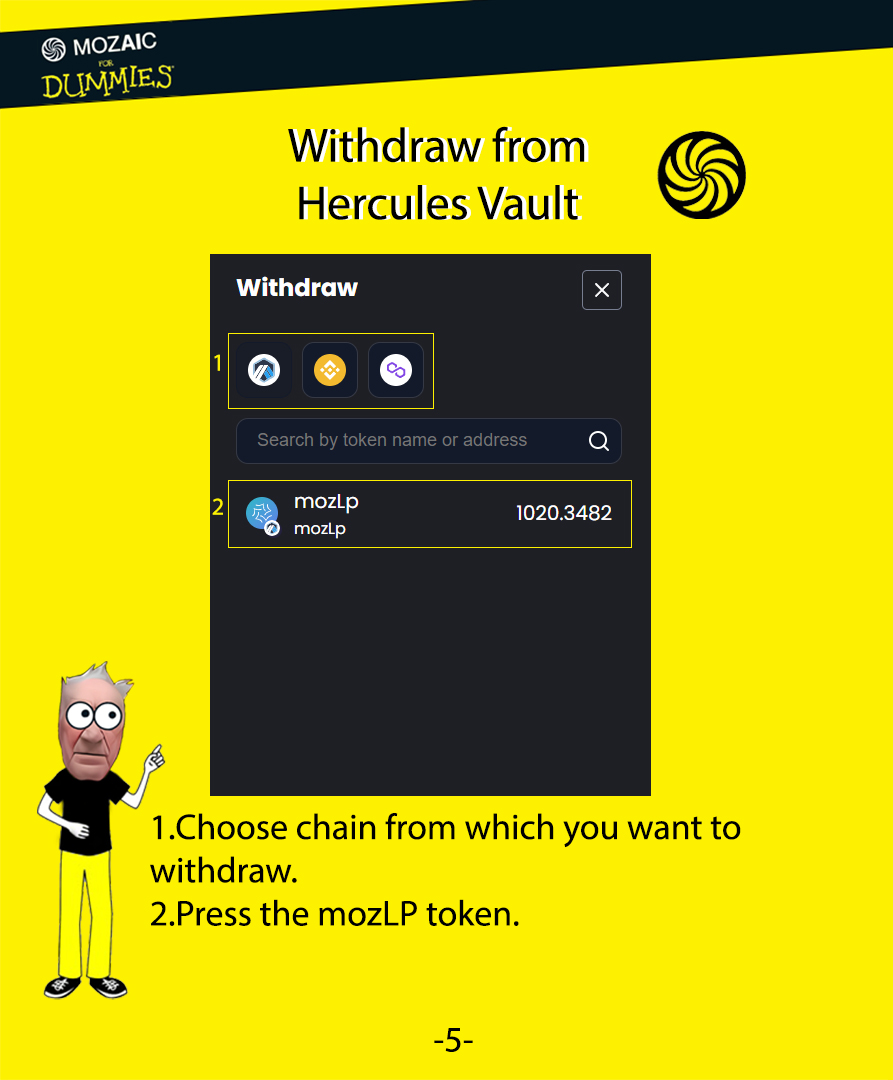 MOZAIC
FOR
DUMMIES
Withdraw from
Hercules Vault
Withdraw
1
Search by token name or address
2
mozLp
1020.3482
mozLp
1.Choose chain from which you want to
withdraw.
2.Press the mozLP token.
-5-